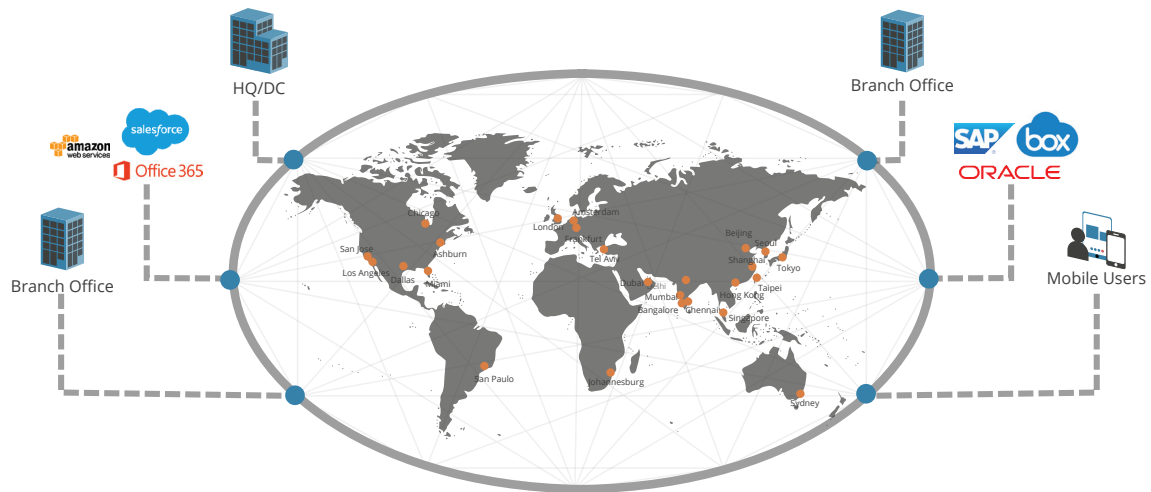 HQ/DC
Branch Office
salesforce
amazon
web services
Office 365
SAP
box
ORACLE
Branch Office
Mobile Users
Chicago
Ashburn
San Jose
Los Angeles
Dallas
Miami
San Paulo
London
Amsterdam
Frankfurt
Tel Aviv
Johannesburg
Dubai
Delhi
Mumbai
Bangalore
Chennai
Beijing
Seoul
Shanghai
Tokyo
Taipei
Hong Kong
Singapore
Sydney